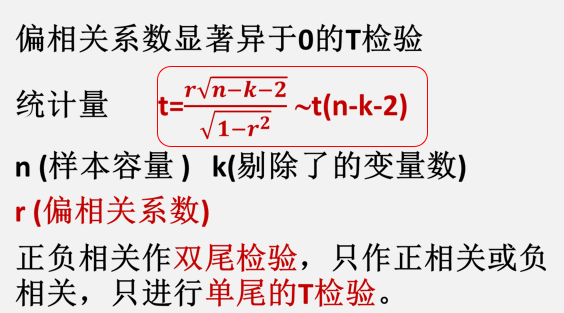 偏相关系数显著异于0的T检验
统计量 t=\frac{r\sqrt{n-k-2}}{\sqrt{1-r^2}} ~t(n-k-2)
n (样本容量 ) k(剔除了的变量数)
r (偏相关系数)
正负相关作双尾检验，只作正相关或负
相关，只进行单尾的T检验。